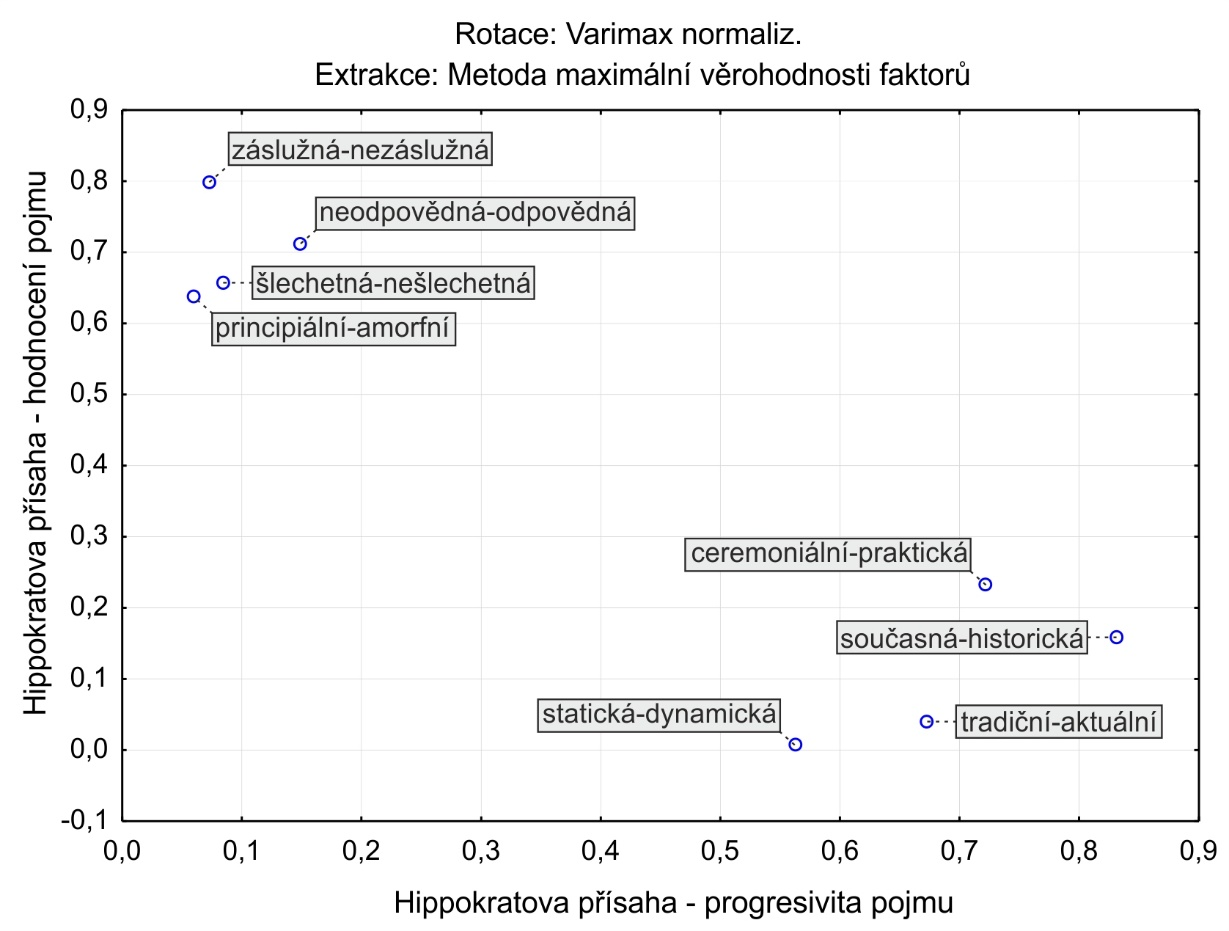 Rotace: Varimax normaliz.
Extrakce: Metoda maximální věrohodnosti faktorů
0,9
0,8
0,7
0,6
0,5
0,4
0,3
0,2
0,1
0,0
-0,1
Hippokratova přísaha - hodnocení pojmu
záslužná-nezáslužná
neodpovědná-odpovědná
šlechetná-nešlechetná
principiální-amorfní
ceremoniální-praktická
současná-historická
statická-dynamická
tradiční-aktuální
0,0 0,1 0,2 0,3 0,4 0,5 0,6 0,7 0,8 0,9
Hippokratova přísaha - progresivita pojmu